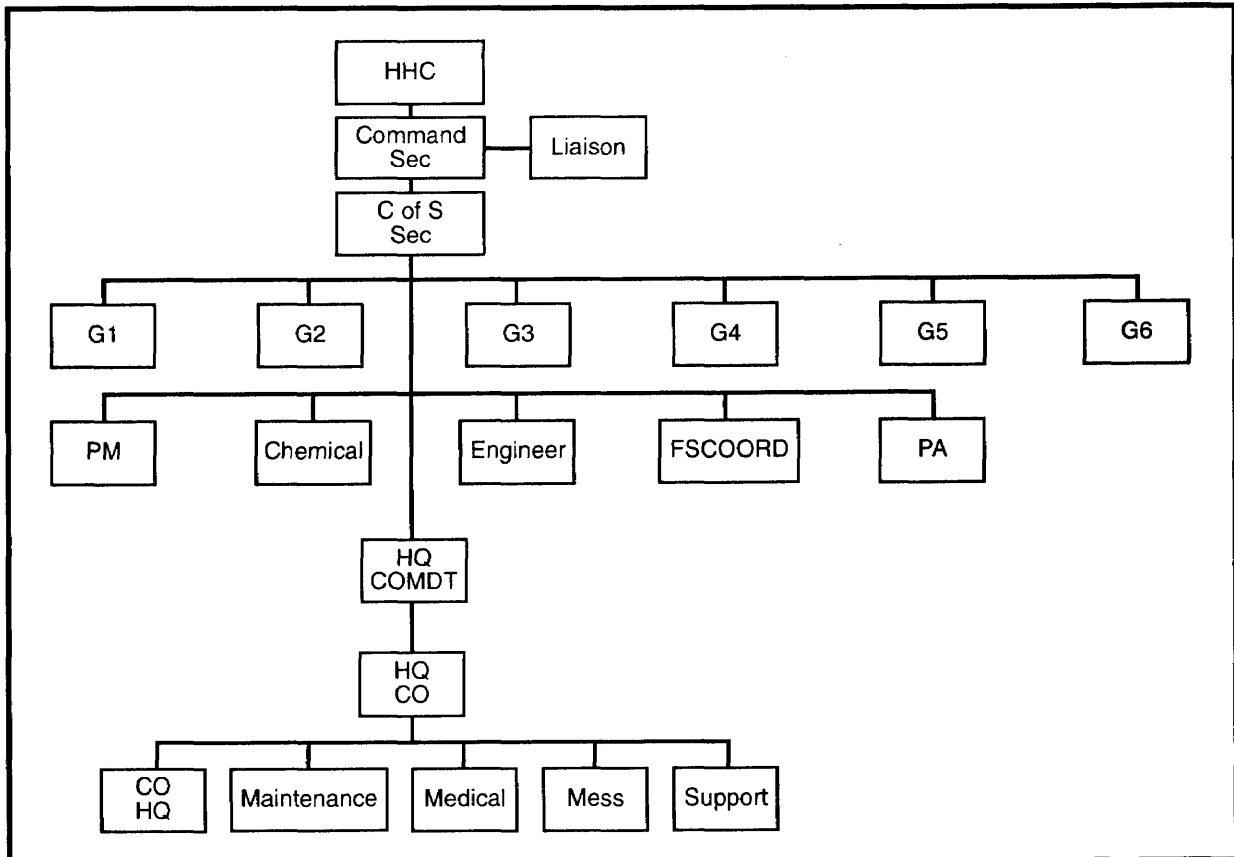 HHC
Command
Sec
Liaison
C of S
Sec
G1
G2
G3
G4
G5
G6
PM
Chemical
Engineer
FSCOORD
PA
HQ
COMDT
HQ
CO
CO
HQ
Maintenance
Medical
Mess
Support